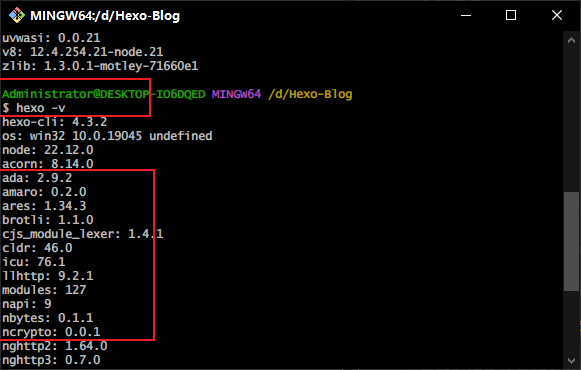 MINGW64:/d/Hexo-Blog
uvwasi: 0.0.21
v8: 12.4.254.21-node.21
zlib: 1.3.0.1-motley-71660e1
Administrator@DESKTOP-IO6DQED MINGW64 /d/Hexo-Blog
$ hexo -v
hexo-cli: 4.3.2
os: win32 10.0.19045 undefined
node: 22.12.0
acorn: 8.14.0
ada: 2.9.2
amaro: 0.2.0
ares: 1.34.3
brotli: 1.1.0
cjs_module_lexer: 1.4.1
cldr: 46.0
icu: 76.1
llhttp: 9.2.1
modules: 127
napi: 9
nbytes: 0.1.1
ncrypto: 0.0.1
nghttp2: 1.64.0
nghttp3: 0.7.0